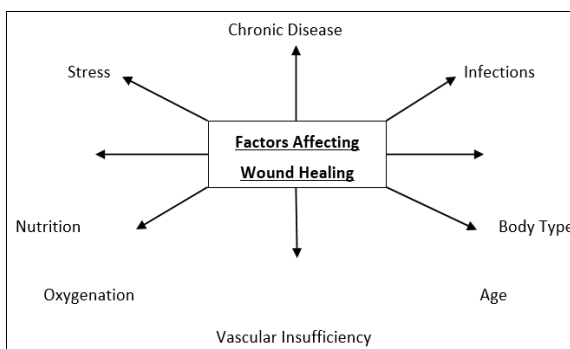 Chronic Disease
Stress
Infections
Factors Affecting
Wound Healing
Nutrition
Body Type
Oxygenation
Age
Vascular Insufficiency